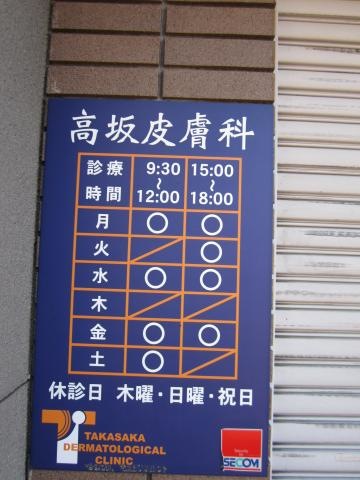 高坂皮膚科
診療時間 9:30～12:00 15:00～18:00
月 ○ ○
火 ／ ○
水 ○ ○
木 ／ ／
金 ○ ○
土 ○ ／
休診日 木曜・日曜・祝日
TAKASAKA
DERMATOLOGICAL
CLINIC
SECOM